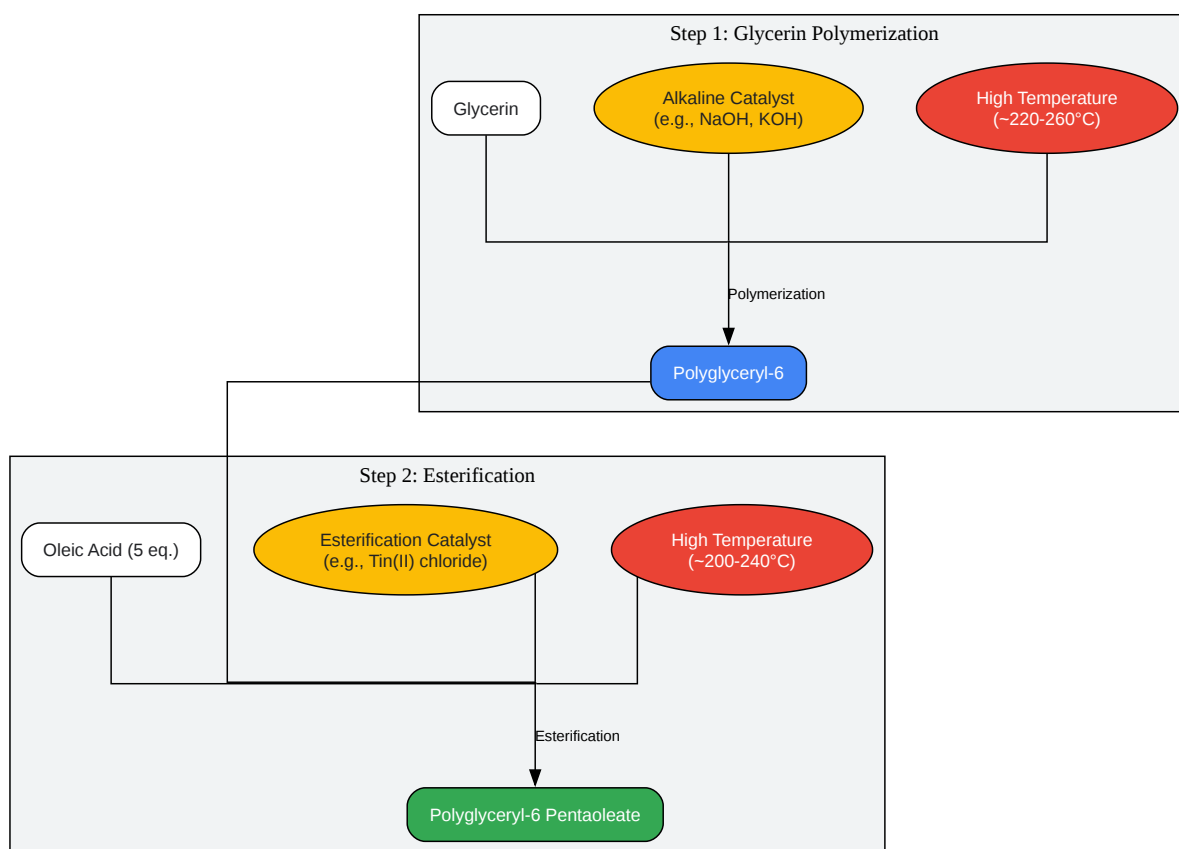 Step 1: Glycerin Polymerization
Glycerin
Alkaline Catalyst
(e.g., NaOH, KOH)
High Temperature
(~220-260°C)
Polymerization
Polyglyceryl-6
Step 2: Esterification
Oleic Acid (5 eq.)
Esterification Catalyst
(e.g., Tin(II) chloride)
High Temperature
(~200-240°C)
Esterification
Polyglyceryl-6 Pentaoleate